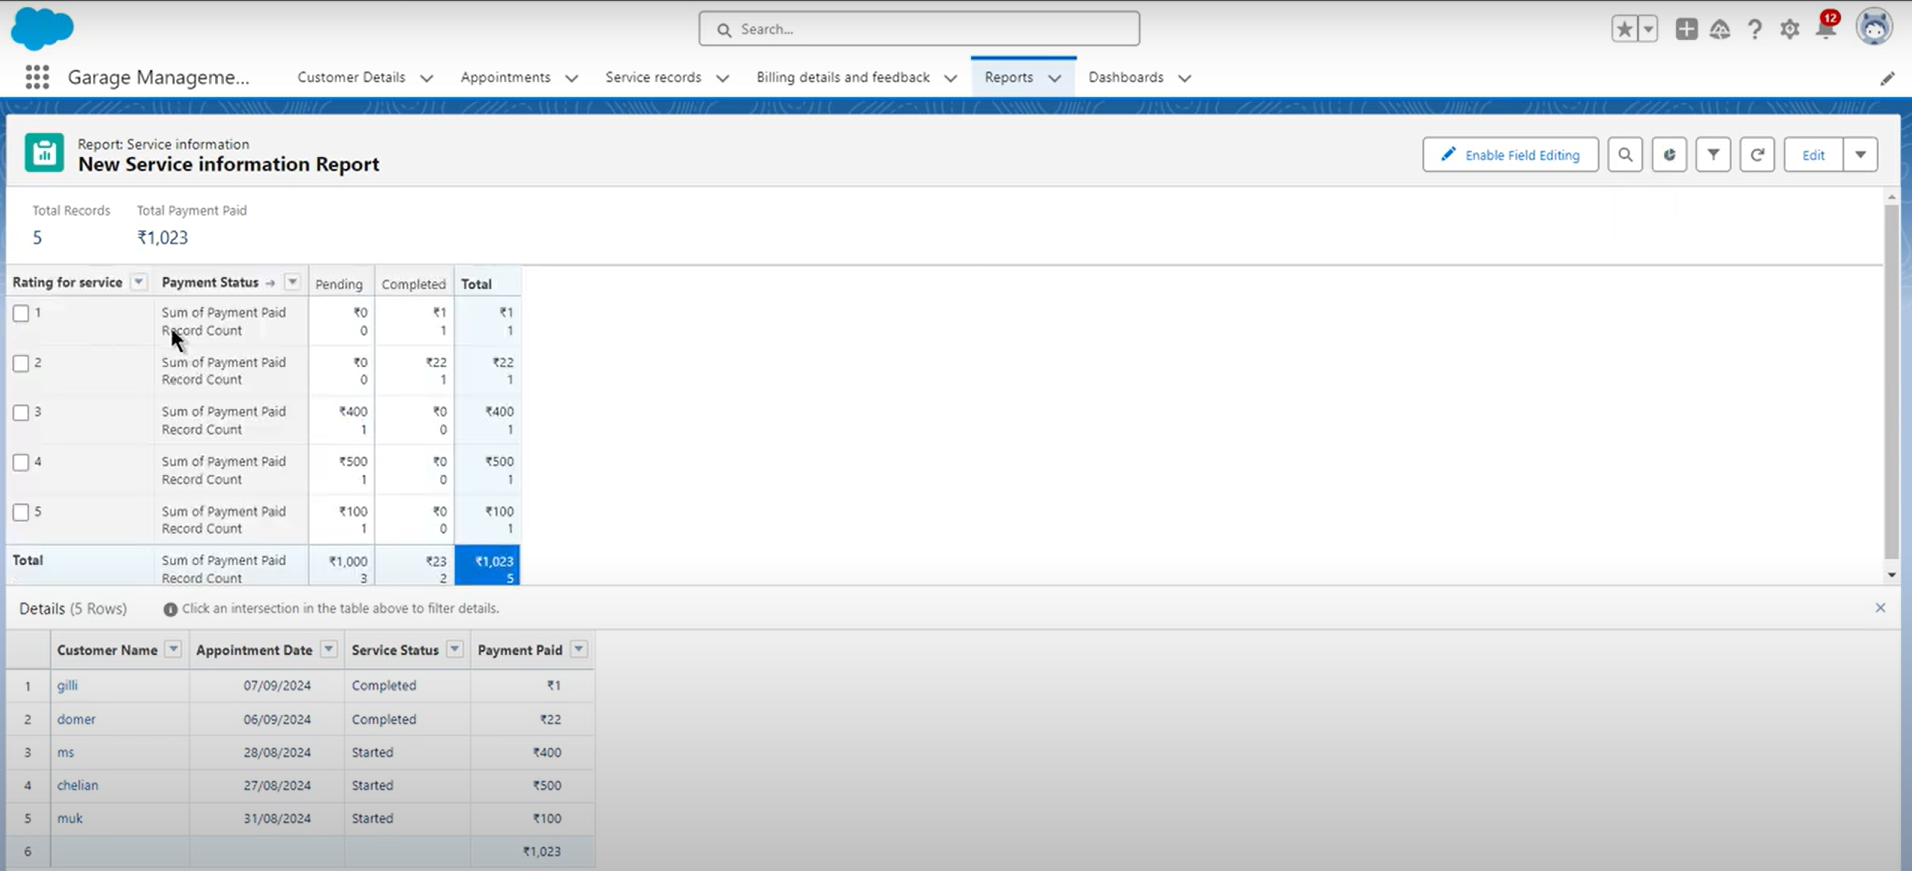 Search...
12
Garage Manageme... Customer Details Appointments Service records Billing details and feedback Reports Dashboards
Report: Service information
New Service information Report
Enable Field Editing Edit
Total Records Total Payment Paid
5 ₹1,023
Rating for service Payment Status → Pending Completed Total
1 Sum of Payment Paid ₹0 ₹1 ₹1
Record Count 0 1 1
2 Sum of Payment Paid ₹0 ₹22 ₹22
Record Count 0 1 1
3 Sum of Payment Paid ₹400 ₹0 ₹400
Record Count 1 0 1
4 Sum of Payment Paid ₹500 ₹0 ₹500
Record Count 1 0 1
5 Sum of Payment Paid ₹100 ₹0 ₹100
Record Count 1 0 1
Total Sum of Payment Paid ₹1,000 ₹23 ₹1,023
Record Count 3 2 5
Details (5 Rows) Click an intersection in the table above to filter details.
Customer Name Appointment Date Service Status Payment Paid
1 gilli 07/09/2024 Completed ₹1
2 domer 06/09/2024 Completed ₹22
3 ms 28/08/2024 Started ₹400
4 chelian 27/08/2024 Started ₹500
5 muk 31/08/2024 Started ₹100
6 ₹1,023